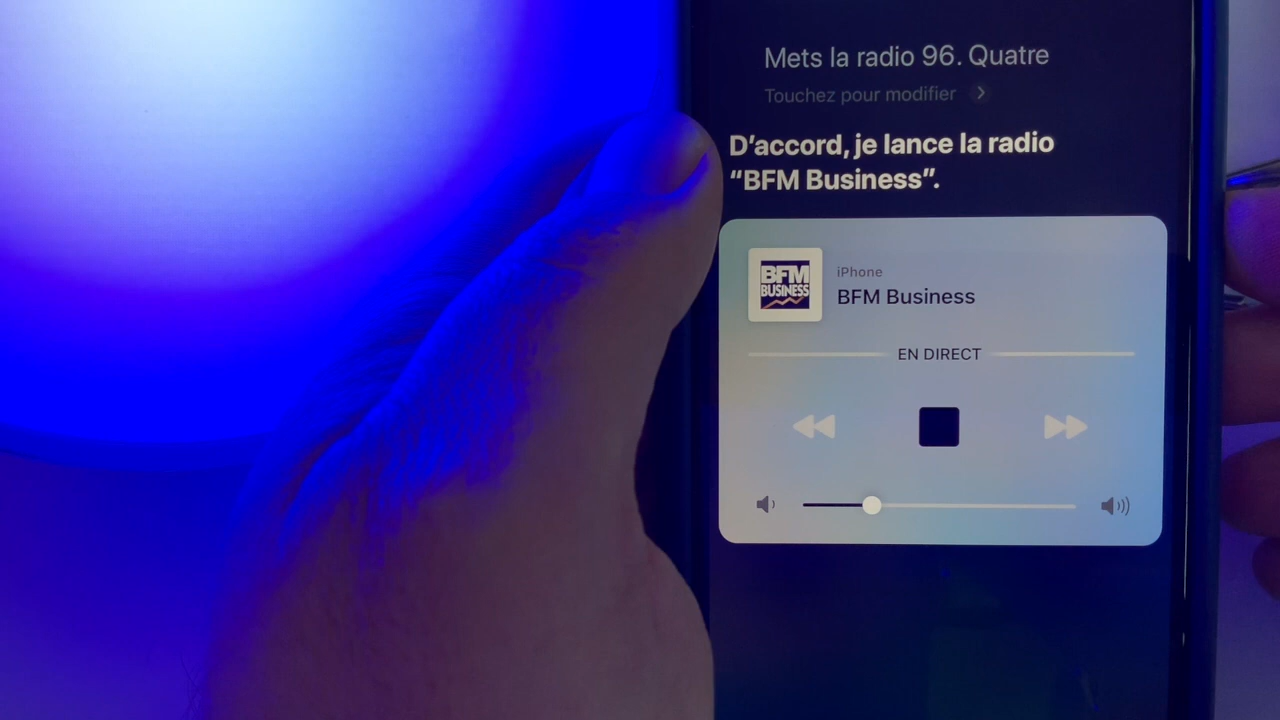 Mets la radio 96. Quatre
Touchez pour modifier
D’accord, je lance la radio
“BFM Business”.
BFM
BUSINESS
iPhone
BFM Business
EN DIRECT